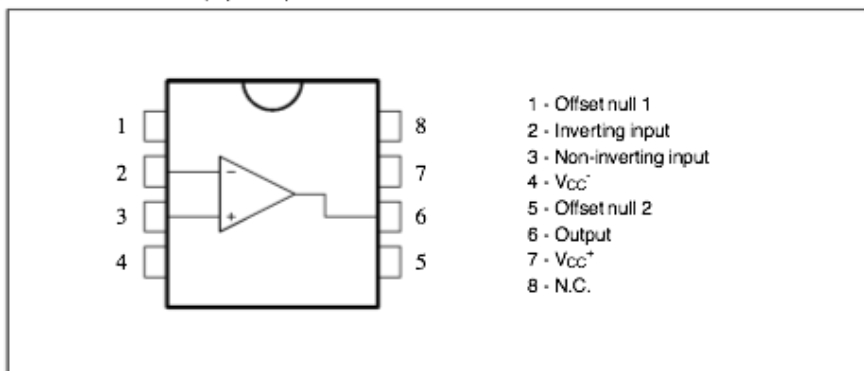 1
2
3
4
8
7
6
5
-
+
1 - Offset null 1
2 - Inverting input
3 - Non-inverting input
4 - VCC-
5 - Offset null 2
6 - Output
7 - VCC+
8 - N.C.